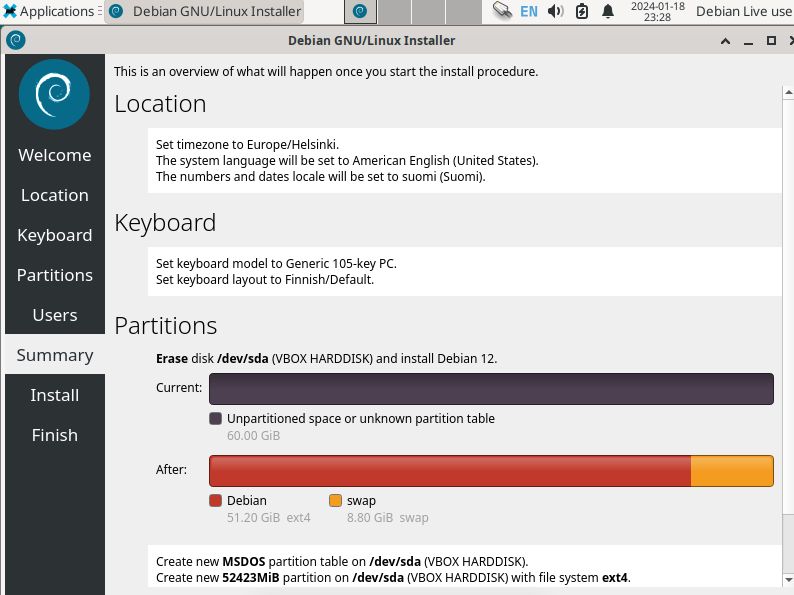 Applications
Debian GNU/Linux Installer
EN
2024-01-18
23:28
Debian Live use
Debian GNU/Linux Installer
This is an overview of what will happen once you start the install procedure.
Welcome
Location
Keyboard
Partitions
Users
Summary
Install
Finish
Location
Set timezone to Europe/Helsinki.
The system language will be set to American English (United States).
The numbers and dates locale will be set to suomi (Suomi).
Keyboard
Set keyboard model to Generic 105-key PC.
Set keyboard layout to Finnish/Default.
Partitions
Erase disk /dev/sda (VBOX HARDDISK) and install Debian 12.
Current:
Unpartitioned space or unknown partition table
60.00 GiB
After:
Debian
51.20 GiB ext4
swap
8.80 GiB swap
Create new MSDOS partition table on /dev/sda (VBOX HARDDISK).
Create new 52423MiB partition on /dev/sda (VBOX HARDDISK) with file system ext4.